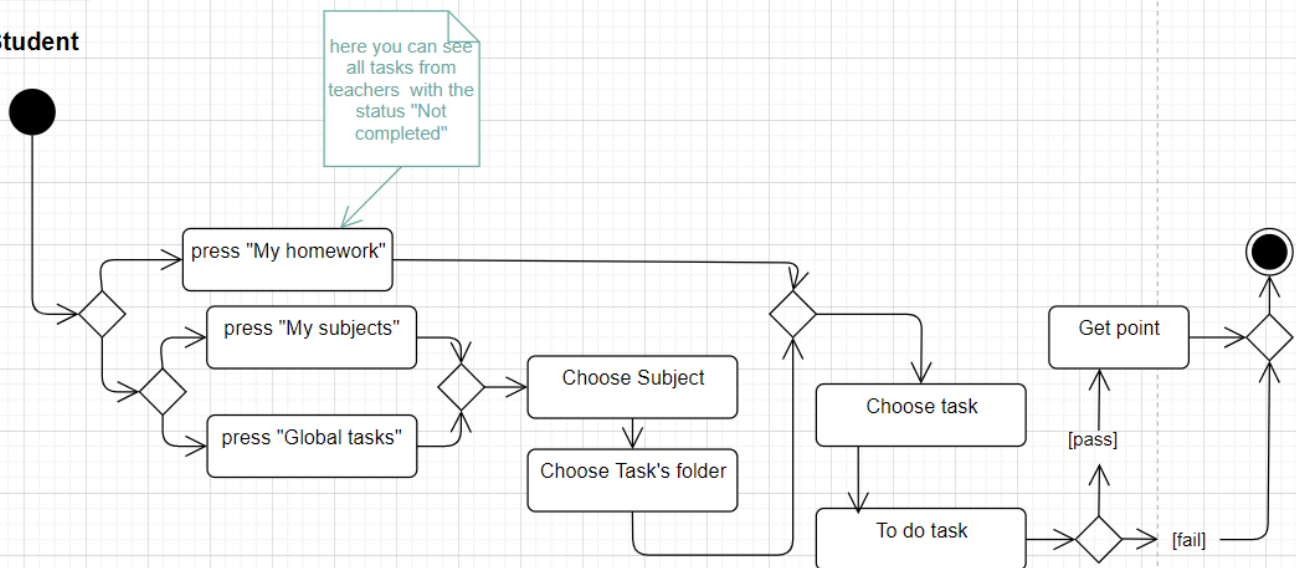 Student
here you can see
all tasks from
teachers with the
status "Not
completed"
press "My homework"
press "My subjects"
press "Global tasks"
Choose Subject
Choose Task's folder
Choose task
To do task
Get point
[pass]
[fail]